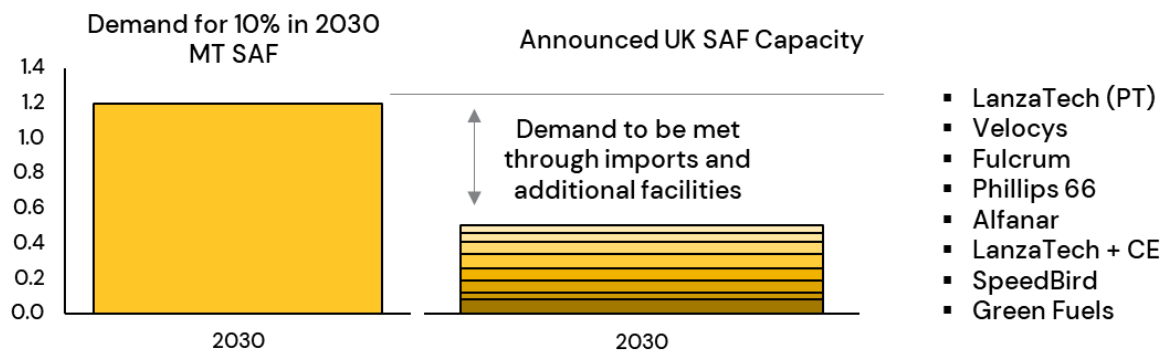 Demand for 10% in 2030
MT SAF
Announced UK SAF Capacity
1.4
1.2
1.0
0.8
0.6
0.4
0.2
0.0
2030
Demand to be met
through imports and
additional facilities
2030
▪ LanzaTech (PT)
▪ Velocys
▪ Fulcrum
▪ Phillips 66
▪ Alfanar
▪ LanzaTech + CE
▪ SpeedBird
▪ Green Fuels